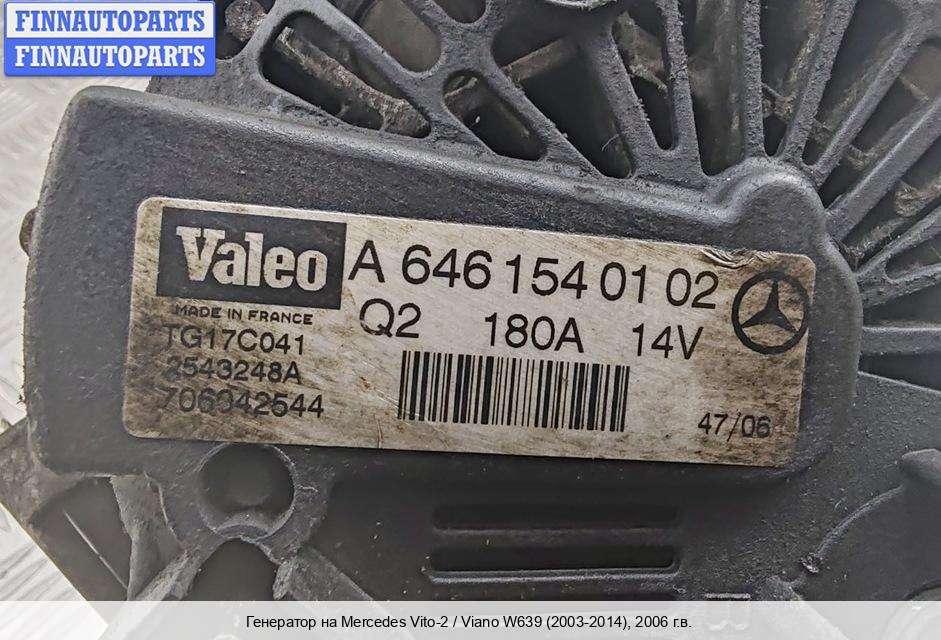 FINNAUTOPARTS
FINNAUTOPARTS
Valeo A 646 154 01 02
MADE IN FRANCE Q2 180A 14V
TG17C041
2543248A
706042544
47/06
Генератор на Mercedes Vito-2 / Viano W639 (2003-2014), 2006 г.в.